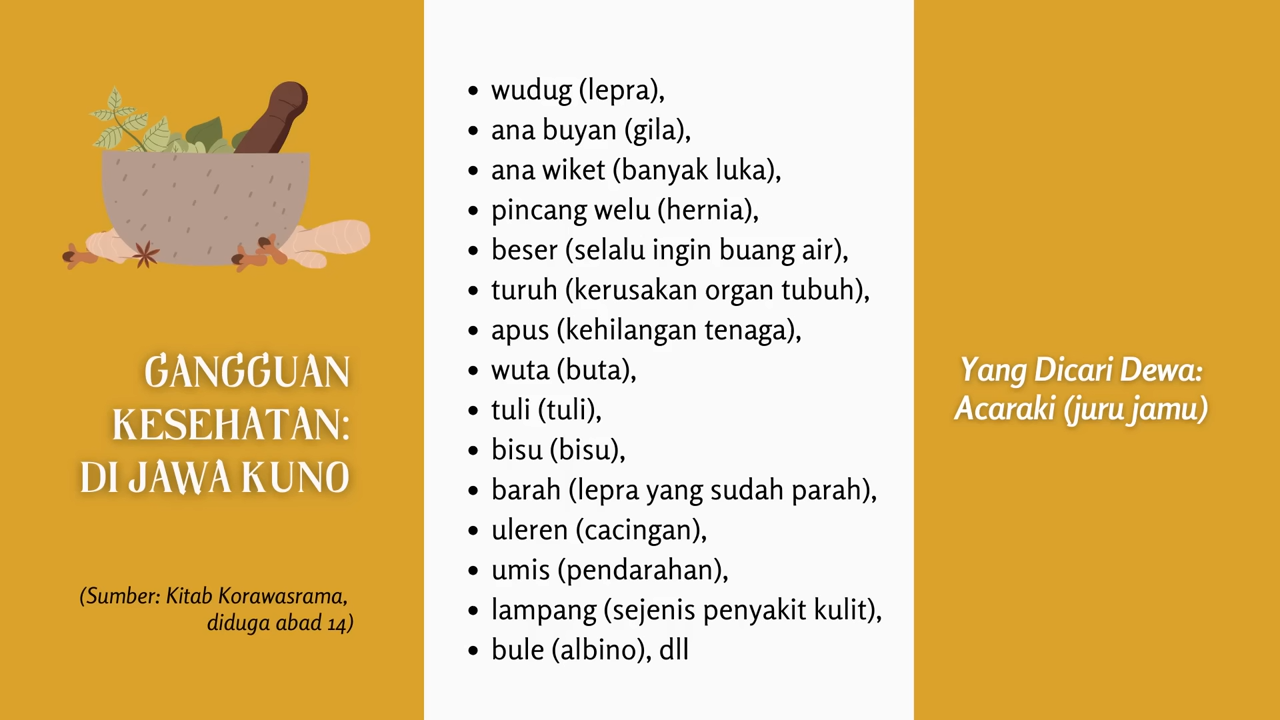 GANGGUAN
KESEHATAN:
DI JAWA KUNO
(Sumber: Kitab Korawasrama,
diduga abad 14)
• wudug (lepra),
• ana buyan (gila),
• ana wiket (banyak luka),
• pincang welu (hernia),
• beser (selalu ingin buang air),
• turuh (kerusakan organ tubuh),
• apus (kehilangan tenaga),
• wuta (buta),
• tuli (tuli),
• bisu (bisu),
• barah (lepra yang sudah parah),
• uleren (cacingan),
• umis (pendarahan),
• lampang (sejenis penyakit kulit),
• bule (albino), dll
Yang Dicari Dewa:
Acaraki (juru jamu)